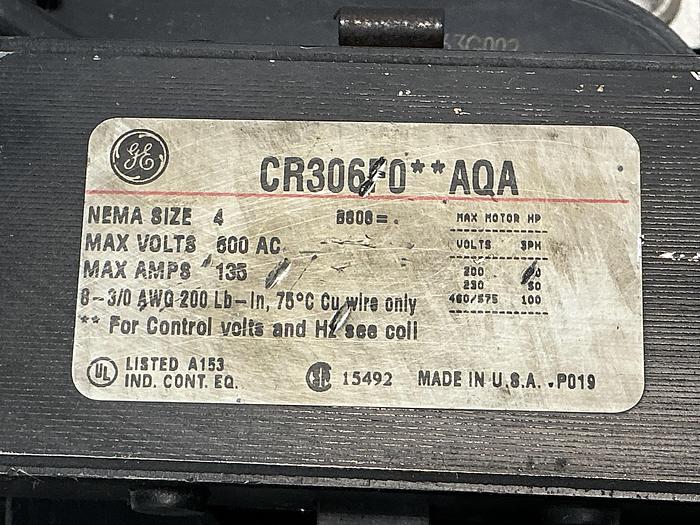 3C002
GE
CR306F0**AQA
NEMA SIZE 4
MAX VOLTS 600 AC
MAX AMPS 135
8-3/0 AWG 200 Lb-In, 75°C Cu wire only
** For Control volts and Hz see coil
MAX MOTOR HP
VOLTS 3PH
200
230 50
460/575 100
UL LISTED A153
IND. CONT. EQ.
15492 MADE IN U.S.A. .P019